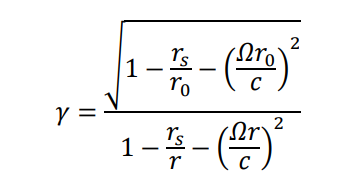 γ = √(1 − r_s/r_0 − (Ωr_0/c)²) / (1 − r_s/r − (Ωr/c)²)